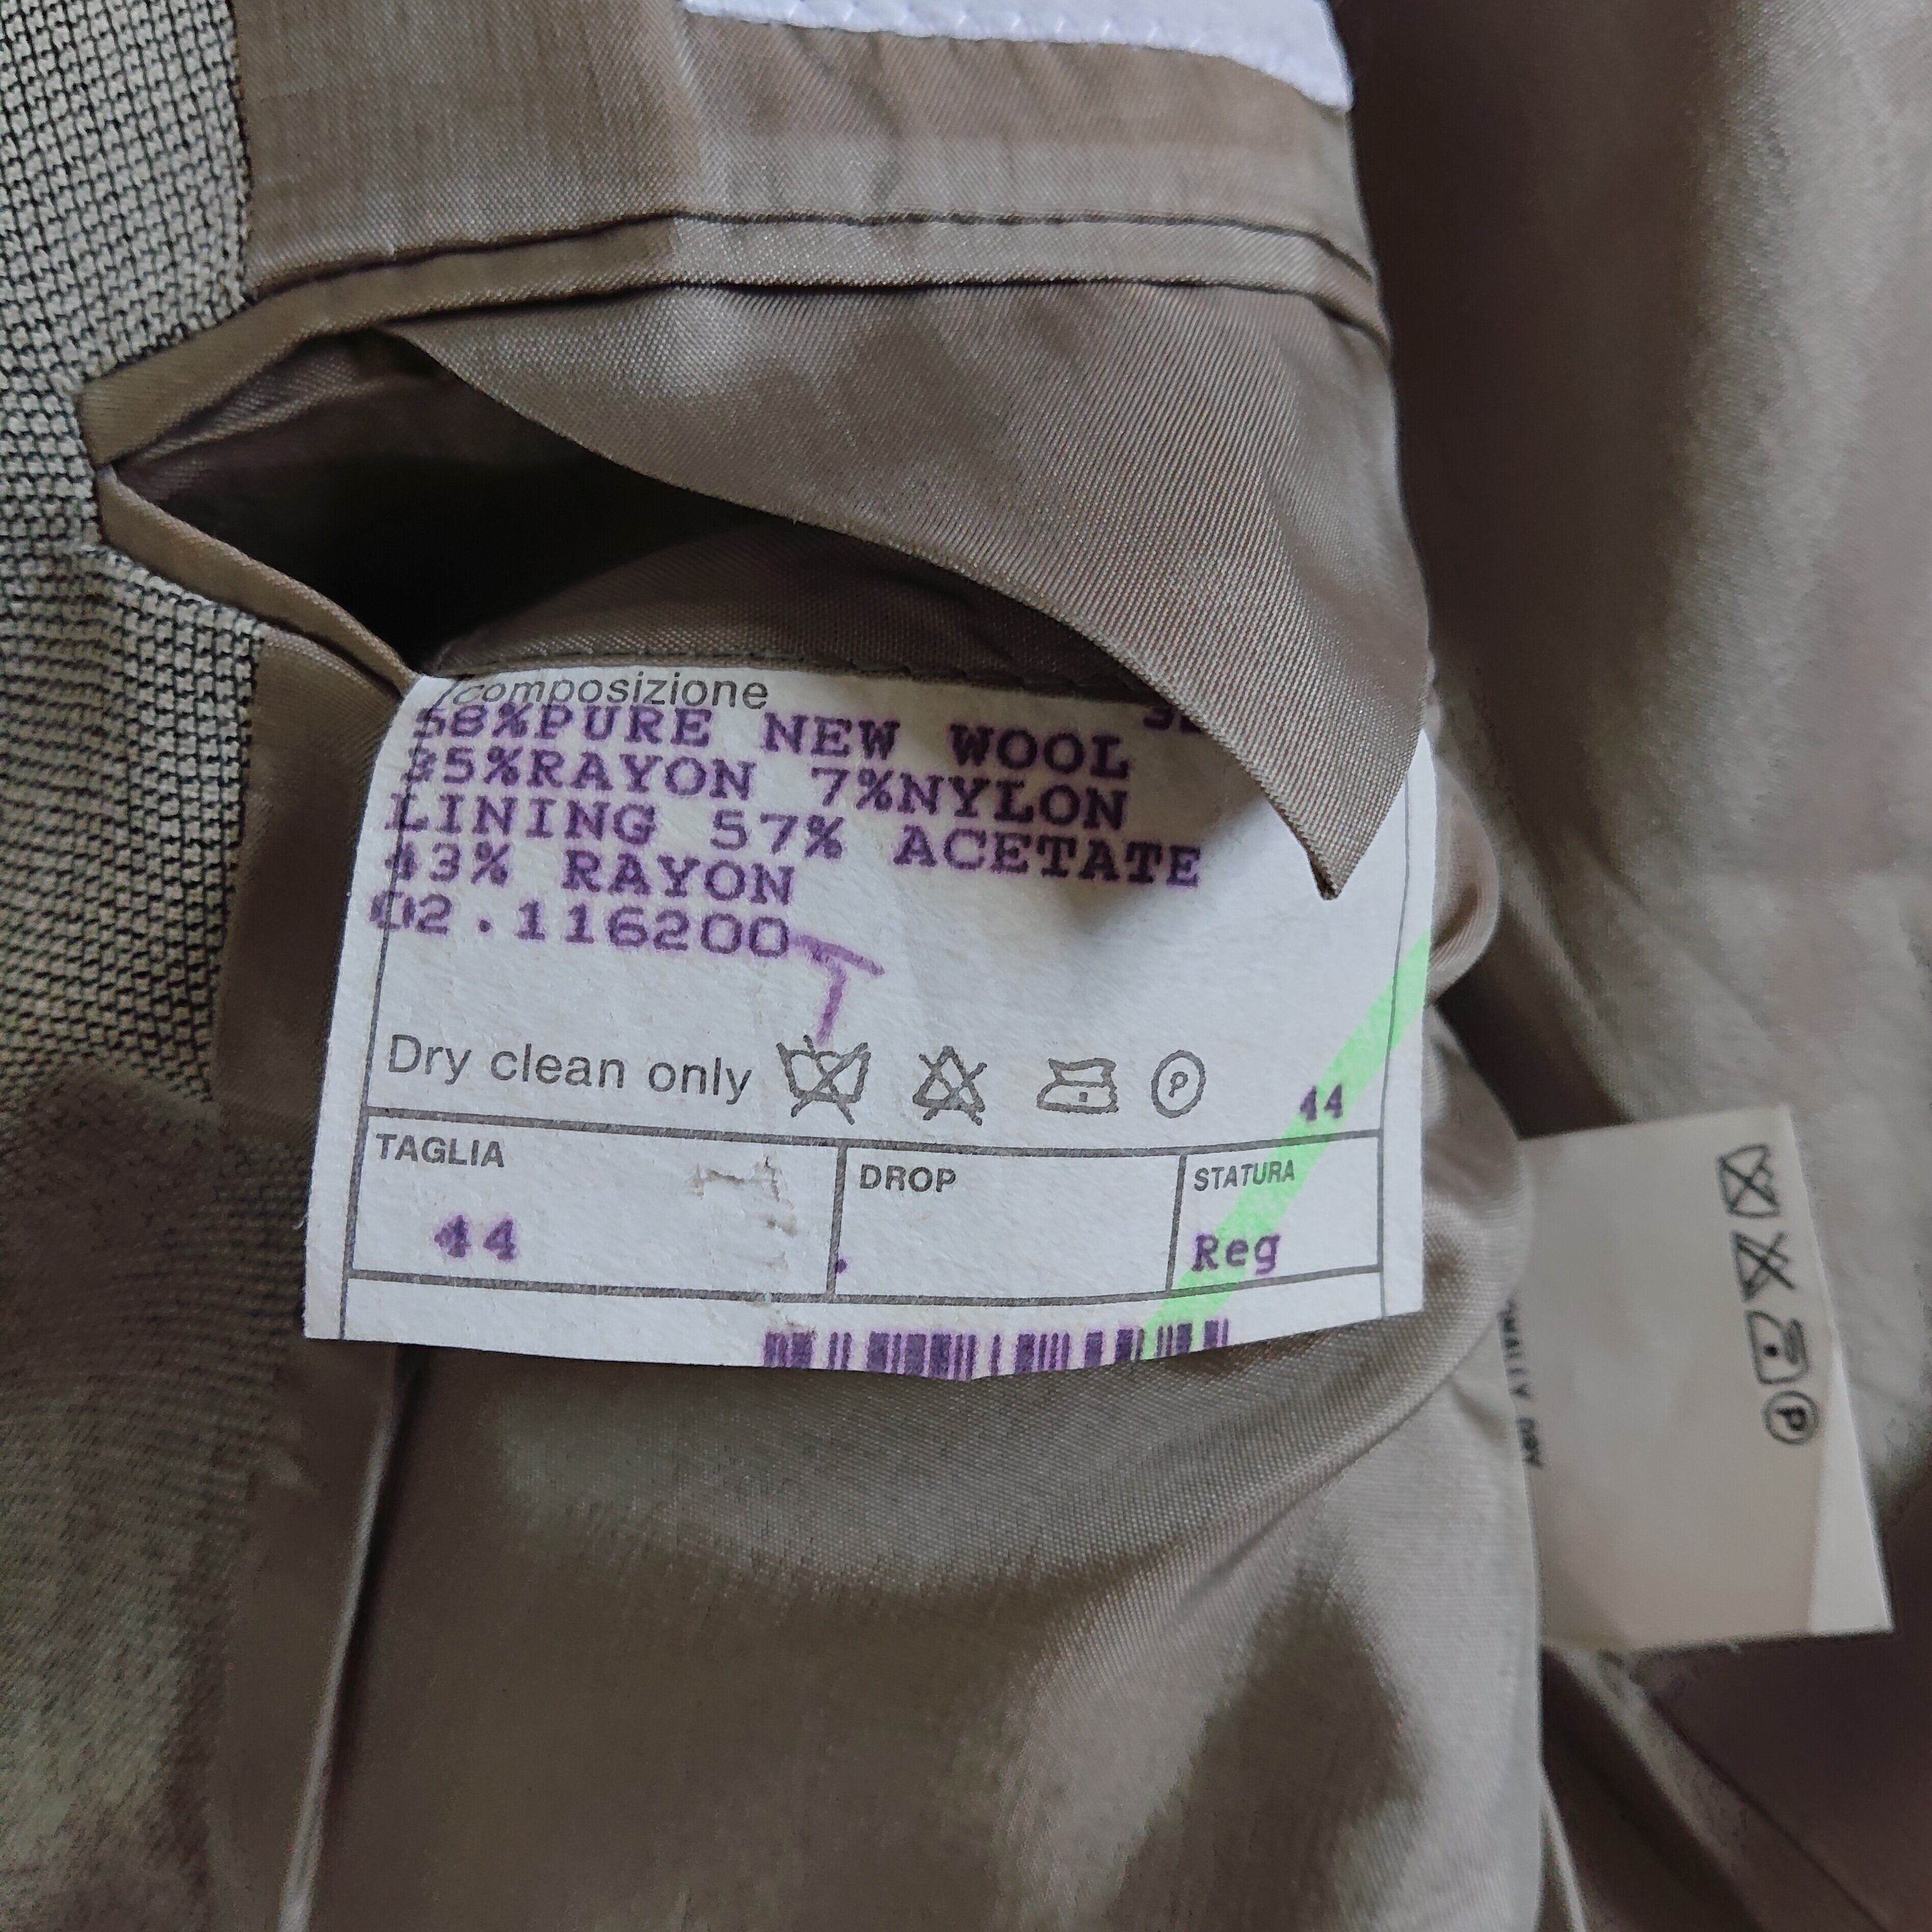 composizione
58%PURE NEW WOOL
35%RAYON 7%NYLON
LINING 57% ACETATE
43% RAYON
02.116200
Dry clean only
P
44
TAGLIA
DROP
STATURA
44
.
Reg
P
DRY